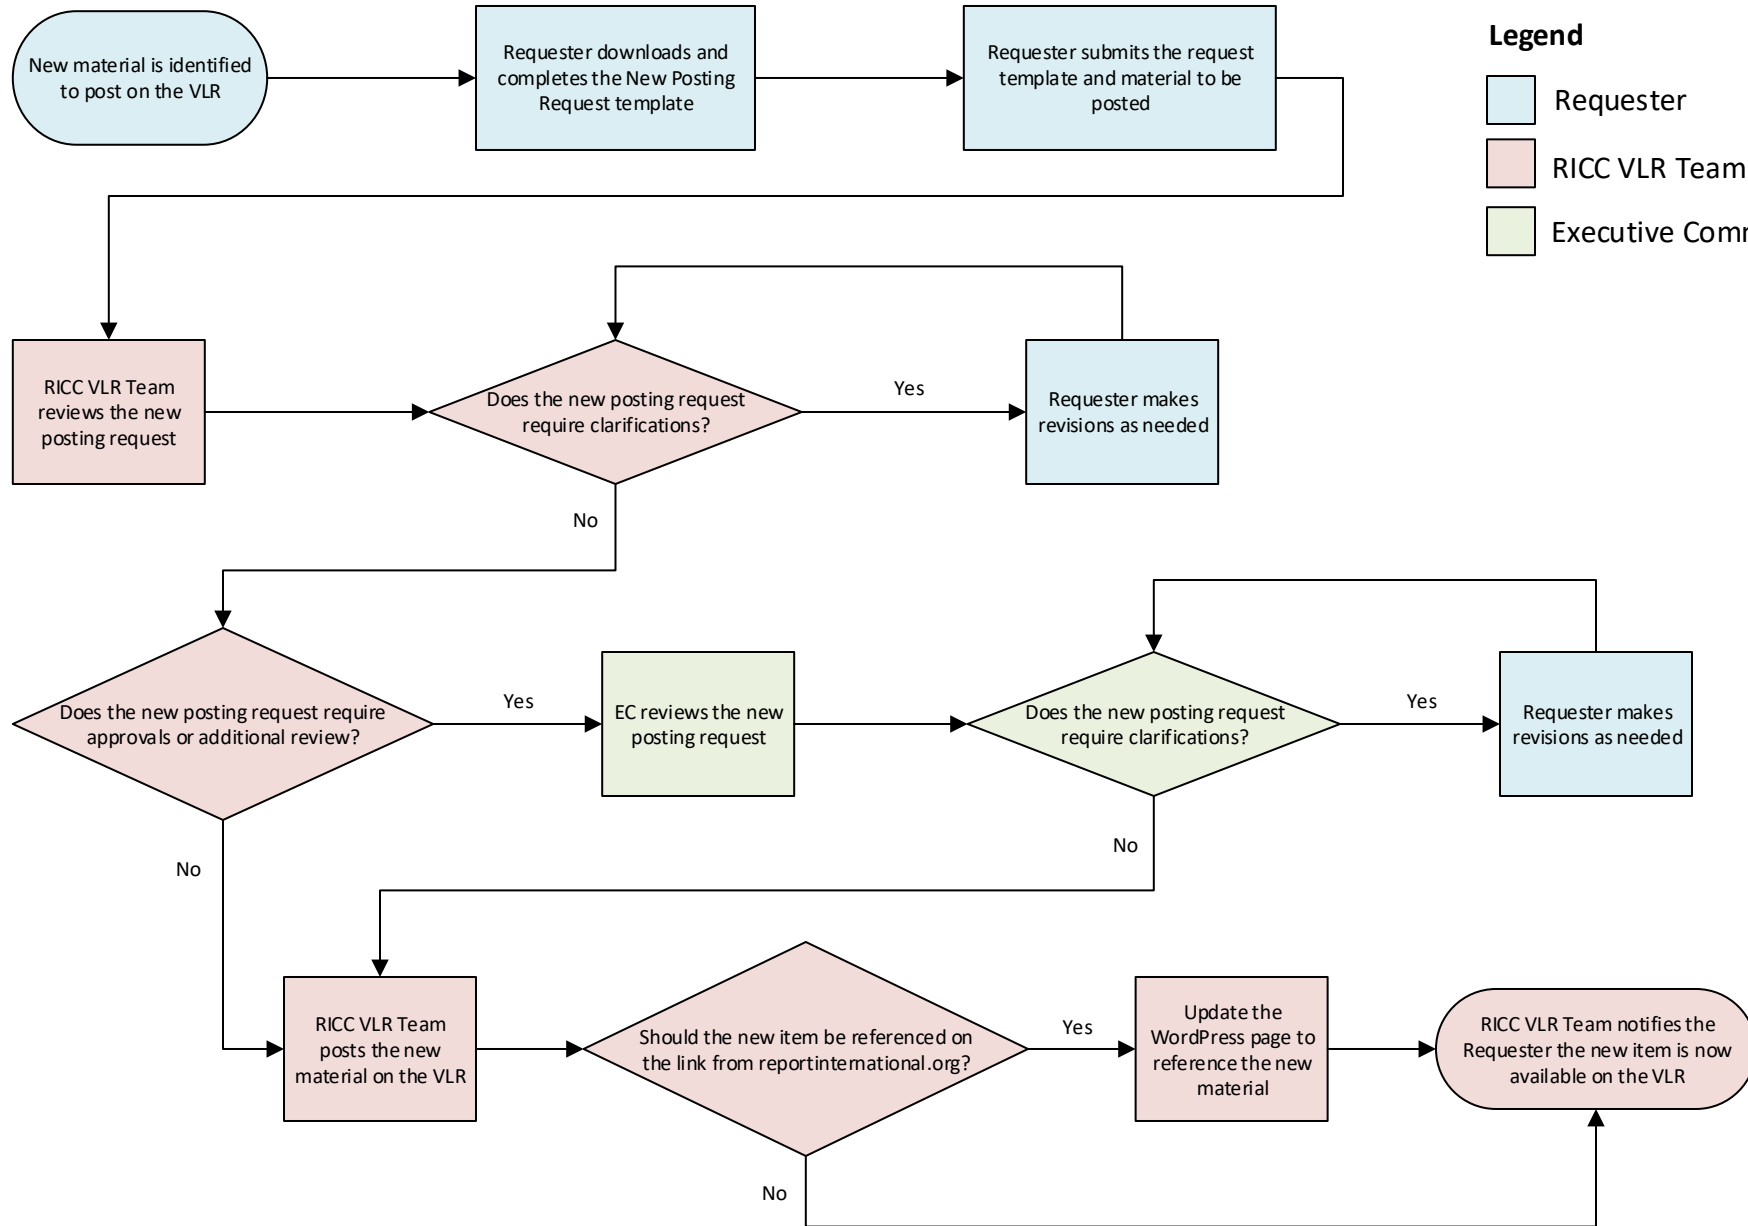 New material is identified
to post on the VLR
Requester downloads and
completes the New Posting
Request template
Requester submits the request
template and material to be
posted
Legend
Requester
RICC VLR Team
Executive Comm
RICC VLR Team
reviews the new
posting request
Does the new posting request
require clarifications?
Yes
Requester makes
revisions as needed
No
Does the new posting request require
approvals or additional review?
Yes
EC reviews the new
posting request
Does the new posting request
require clarifications?
Yes
Requester makes
revisions as needed
No
No
RICC VLR Team
posts the new
material on the VLR
Should the new item be referenced on
the link from reportinternational.org?
Yes
Update the
WordPress page to
reference the new
material
RICC VLR Team notifies the
Requester the new item is now
available on the VLR
No